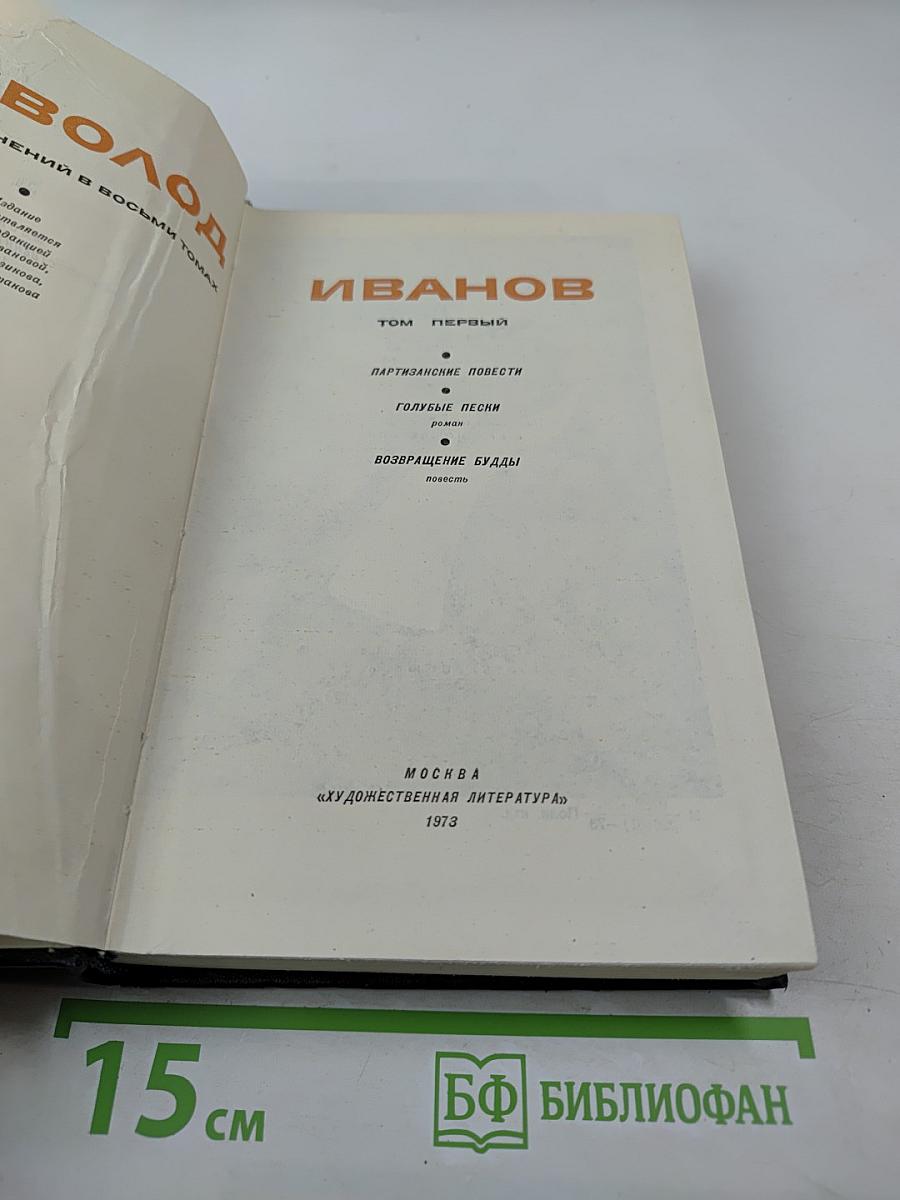 ВОЛОД
НЕНИЙ В ВОСЬМИ ТОМАХ
Издание
ИВАНОВ
ТОМ ПЕРВЫЙ
ПАРТИЗАНСКИЕ ПОВЕСТИ
ГОЛУБЫЕ ПЕСКИ
роман
ВОЗВРАЩЕНИЕ БУДДЫ
повесть
МОСКВА
«ХУДОЖЕСТВЕННАЯ ЛИТЕРАТУРА»
1973
15 см
БФ БИБЛИОФАН